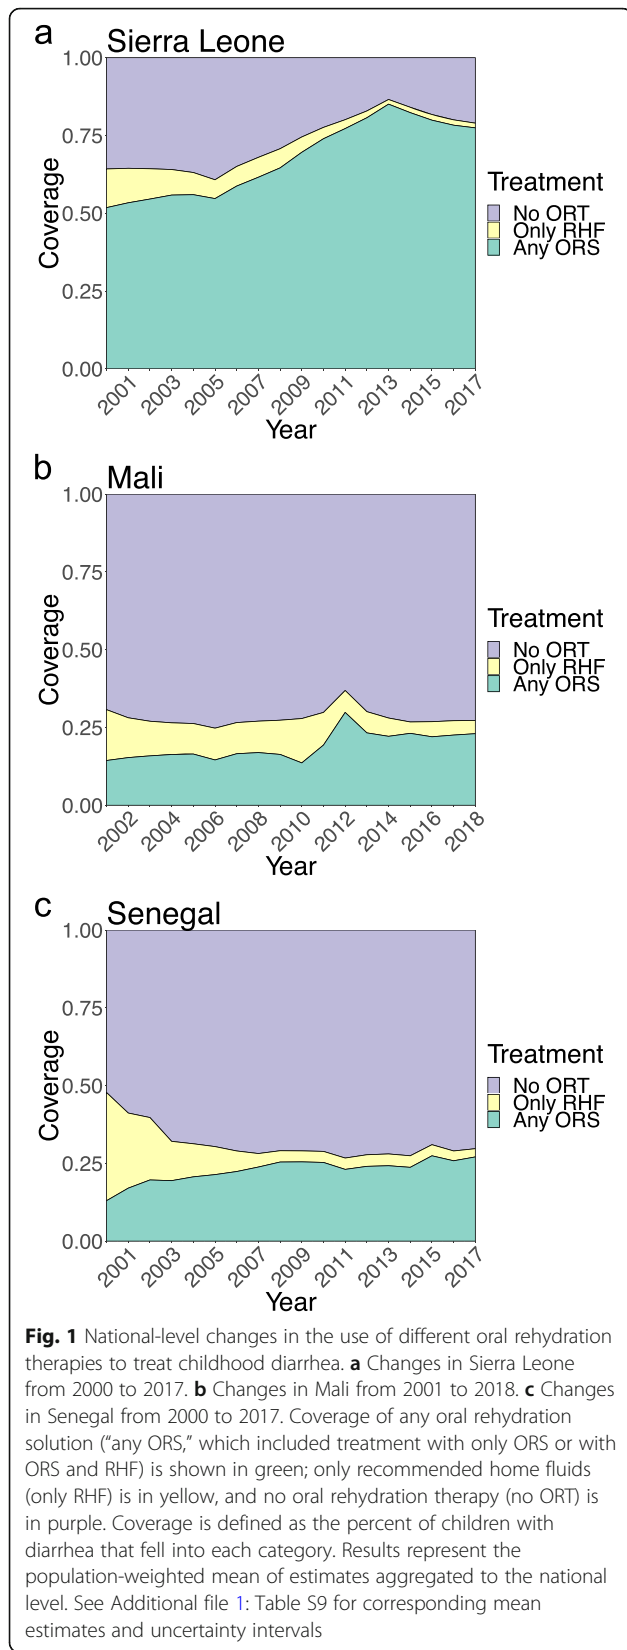 a
Sierra Leone
1.00
0.75
0.50
0.25
0.00
Coverage
2001
2003
2005
2007
2009
2011
2013
2015
2017
Year
Treatment
No ORT
Only RHF
Any ORS
b
Mali
1.00
0.75
0.50
0.25
0.00
Coverage
2002
2004
2006
2008
2010
2012
2014
2016
2018
Year
Treatment
No ORT
Only RHF
Any ORS
c
Senegal
1.00
0.75
0.50
0.25
0.00
Coverage
2001
2003
2005
2007
2009
2011
2013
2015
2017
Year
Treatment
No ORT
Only RHF
Any ORS
Fig. 1 National-level changes in the use of different oral rehydration
therapies to treat childhood diarrhea. a Changes in Sierra Leone
from 2000 to 2017. b Changes in Mali from 2001 to 2018. c Changes
in Senegal from 2000 to 2017. Coverage of any oral rehydration
solution (“any ORS,” which included treatment with only ORS or with
ORS and RHF) is shown in green; only recommended home fluids
(only RHF) is in yellow, and no oral rehydration therapy (no ORT) is
in purple. Coverage is defined as the percent of children with
diarrhea that fell into each category. Results represent the
population-weighted mean of estimates aggregated to the national
level. See Additional file 1: Table S9 for corresponding mean
estimates and uncertainty intervals